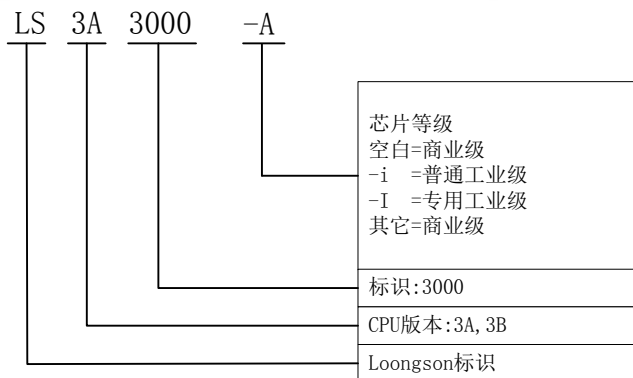 LS 3A 3000 -A
芯片等级
空白=商业级
-i =普通工业级
-I =专用工业级
其它=商业级
标识:3000
CPU版本:3A,3B
Loongson标识